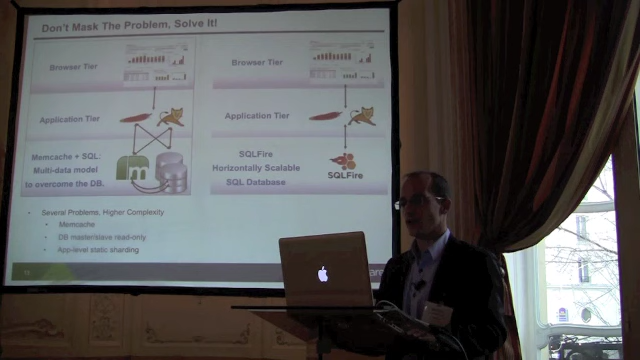 Don't Mask The Problem, Solve It!
Browser Tier
Browser Tier
Application Tier
Application Tier
Memcache + SQL:
Multi-data model
to overcome the DB.
m
SQLFire
Horizontally Scalable
SQL Database
SQLFire
• Several Problems, Higher Complexity
• Memcache
• DB master/slave read-only
• App-level static sharding